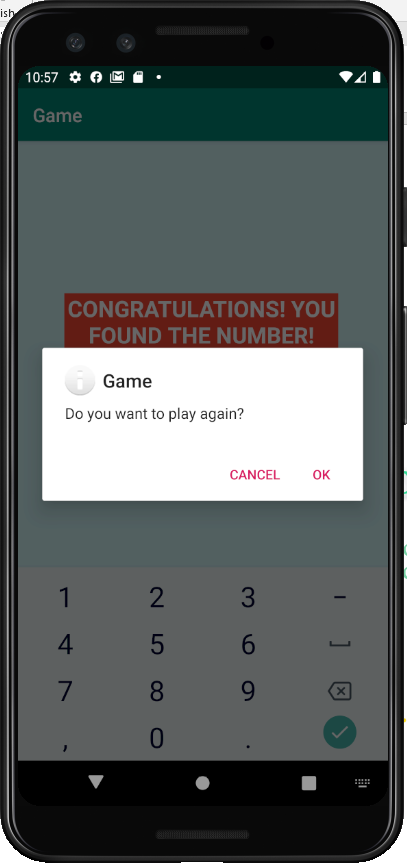 ish
10:57
Game
CONGRATULATIONS! YOU
FOUND THE NUMBER!
Game
Do you want to play again?
CANCEL OK
1 2 3 –
4 5 6
7 8 9
, 0 .